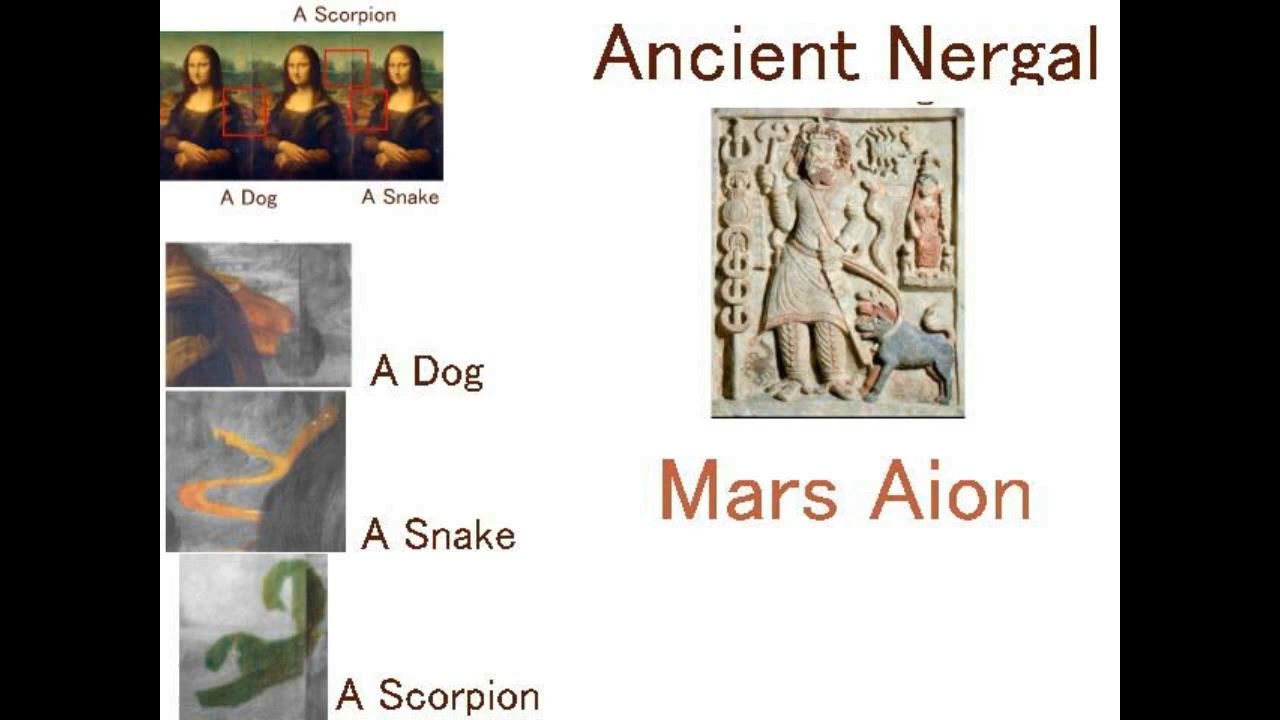 A Scorpion
A Dog
A Snake
A Dog
A Snake
A Scorpion
Ancient Nergal
Mars Aion